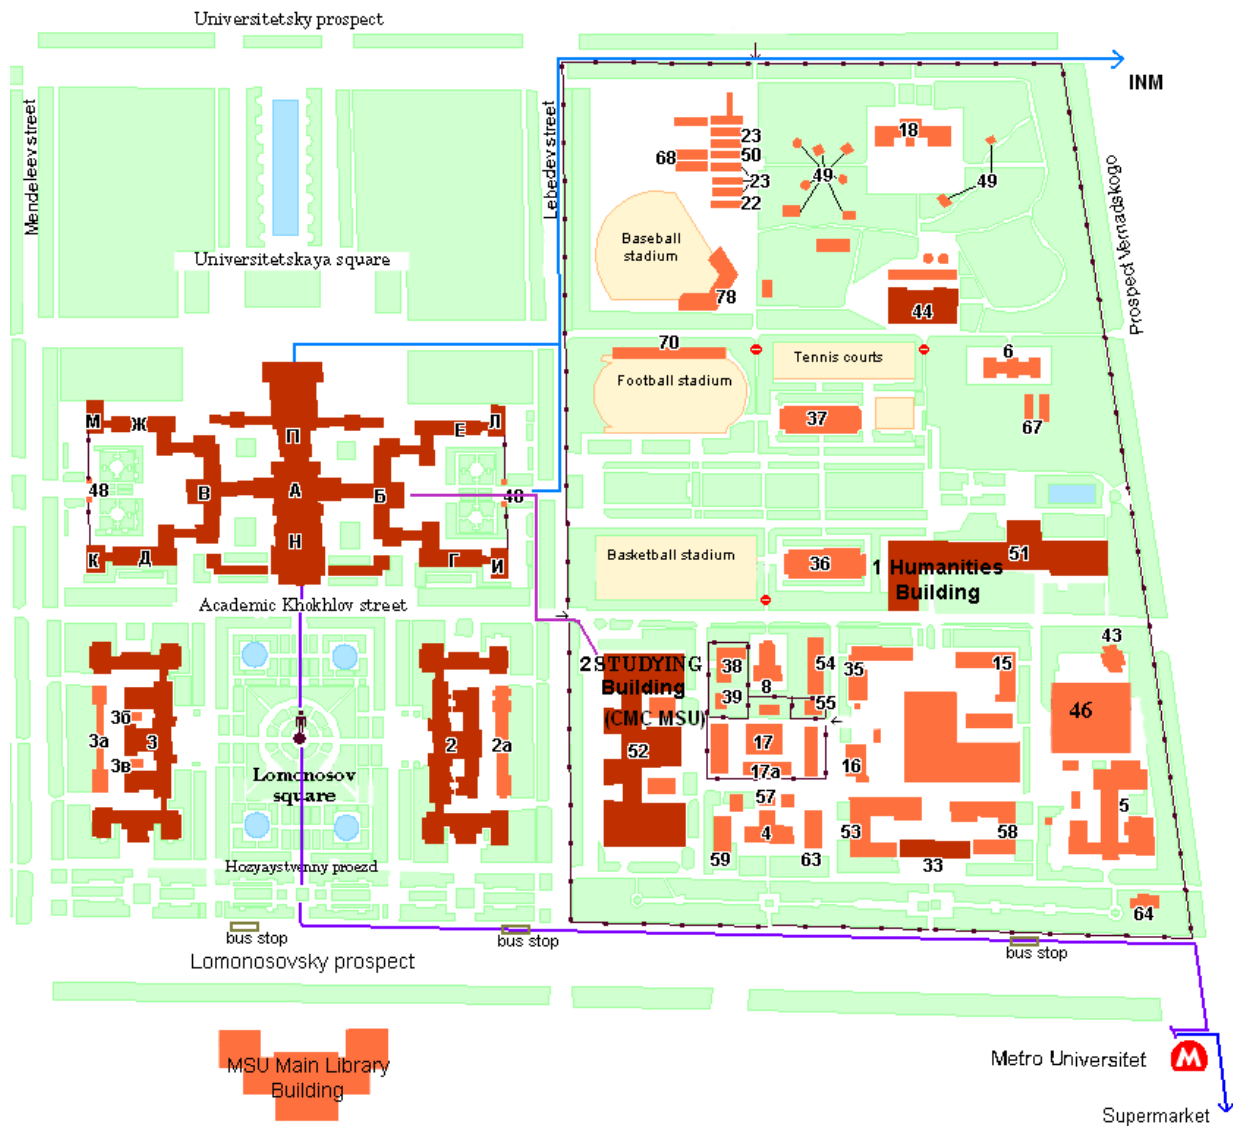 Universitetsky prospect
INM
Mendeleev street
Lebedev street
Prospect Vernadskogo
18
23
50
68
49
23
49
22
Baseball
stadium
Universitetskaya square
78
44
70
Tennis courts
6
Football stadium
М
Ж
Е
Л
37
67
П
48
В
А
Б
48
Н
К
Д
Г
И
Basketball stadium
36
51
1 Humanities
Building
Academic Khokhlov street
43
2 STUDYING
Building
(CMC MSU)
38
54
35
15
8
39
55
46
3б
3а
3
2
2а
17
52
3в
17а
16
Lomonosov
square
57
5
4
53
58
59
63
33
Hozyaystvenny proezd
64
bus stop
bus stop
bus stop
Lomonosovsky prospect
MSU Main Library
Building
Metro Universitet
M
Supermarket